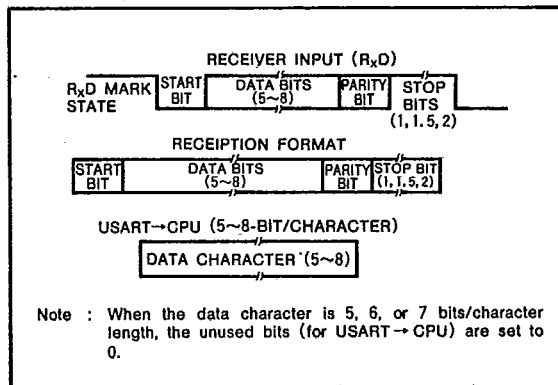 RECEIVER INPUT (RxD)
RxD MARK STATE
START BIT
DATA BITS (5~8)
PARITY BIT
STOP BITS (1, 1.5, 2)
RECEIPTION FORMAT
START BIT
DATA BITS (5~8)
PARITY BIT
STOP BIT (1, 1.5, 2)
USART→CPU (5~8-BIT/CHARACTER)
DATA CHARACTER (5~8)
Note : When the data character is 5, 6, or 7 bits/character
length, the unused bits (for USART→CPU) are set to
0.